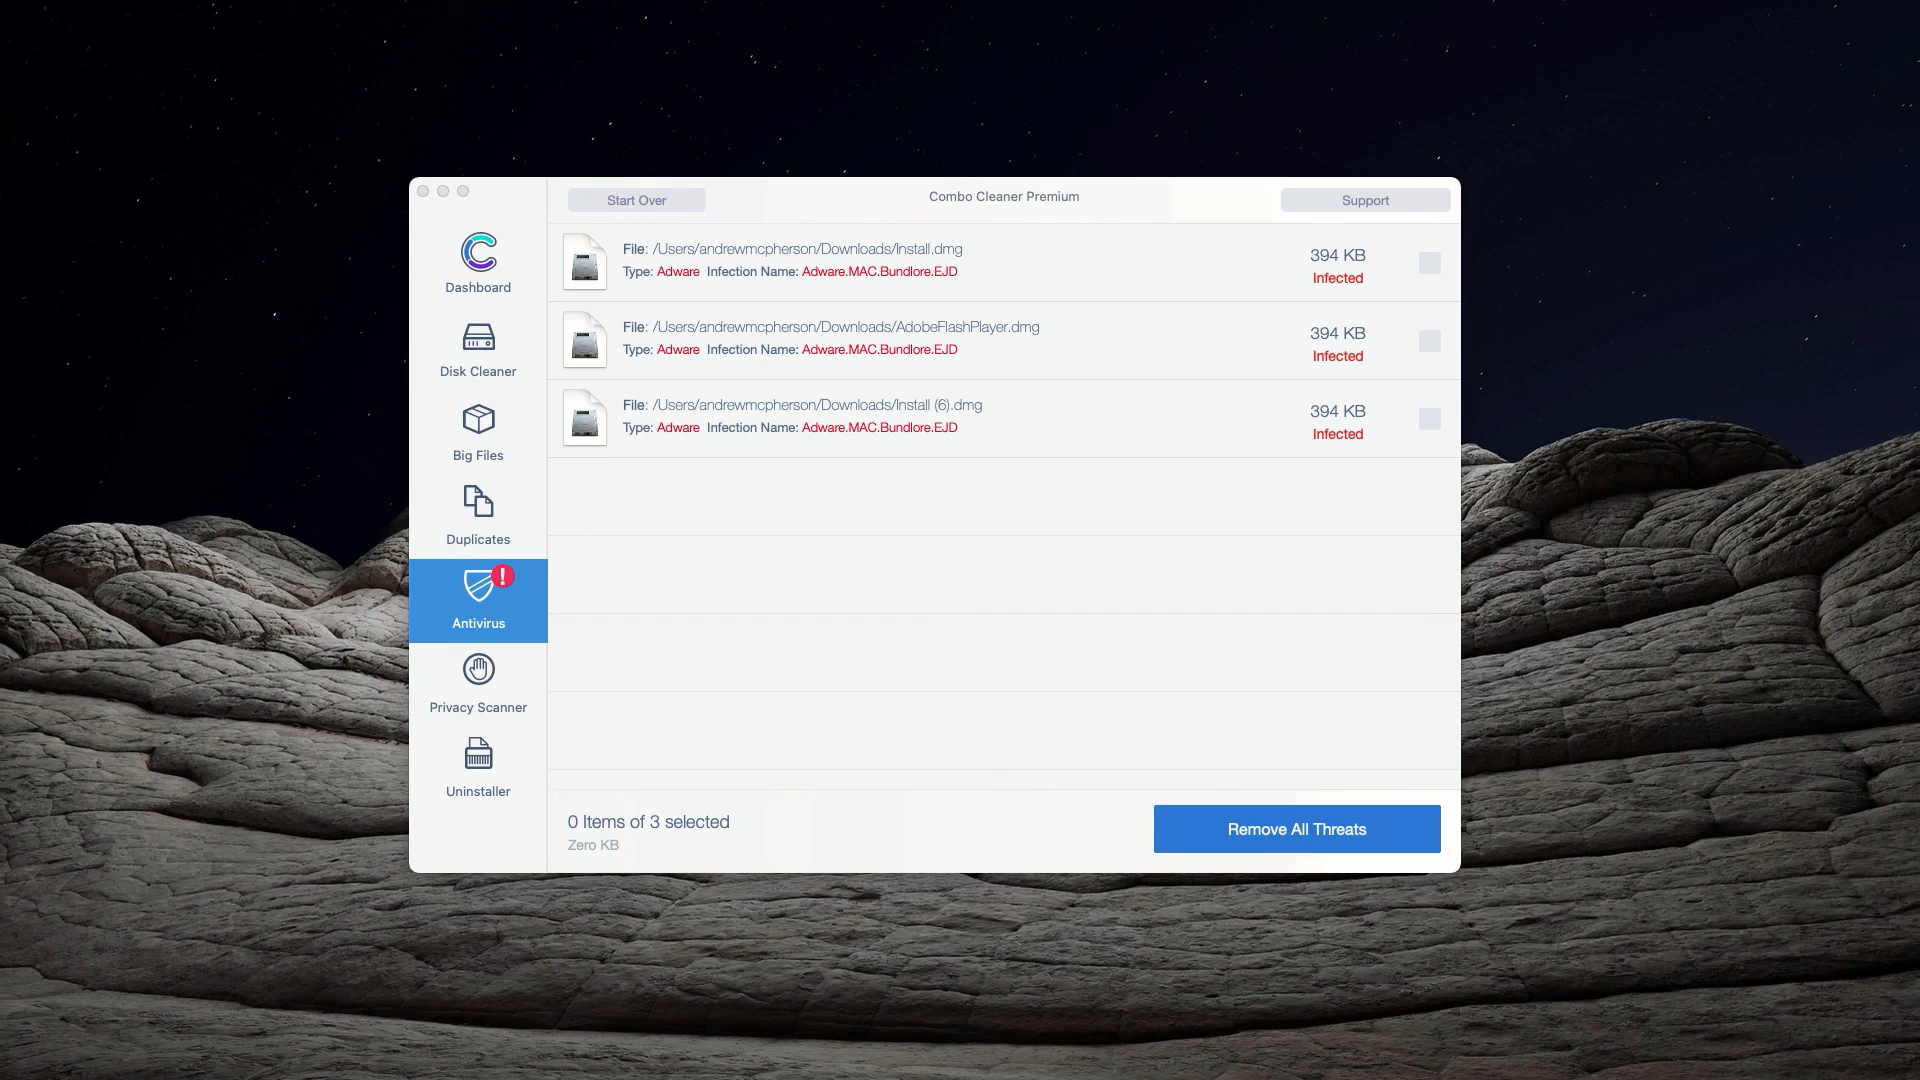 Start Over
Combo Cleaner Premium
Support
Dashboard
Disk Cleaner
Big Files
Duplicates
!
Antivirus
Privacy Scanner
Uninstaller
File: /Users/andrewmcpherson/Downloads/Install.dmg
Type: Adware Infection Name: Adware.MAC.Bundlore.EJD
394 KB
Infected
File: /Users/andrewmcpherson/Downloads/AdobeFlashPlayer.dmg
Type: Adware Infection Name: Adware.MAC.Bundlore.EJD
394 KB
Infected
File: /Users/andrewmcpherson/Downloads/Install (6).dmg
Type: Adware Infection Name: Adware.MAC.Bundlore.EJD
394 KB
Infected
0 Items of 3 selected
Zero KB
Remove All Threats